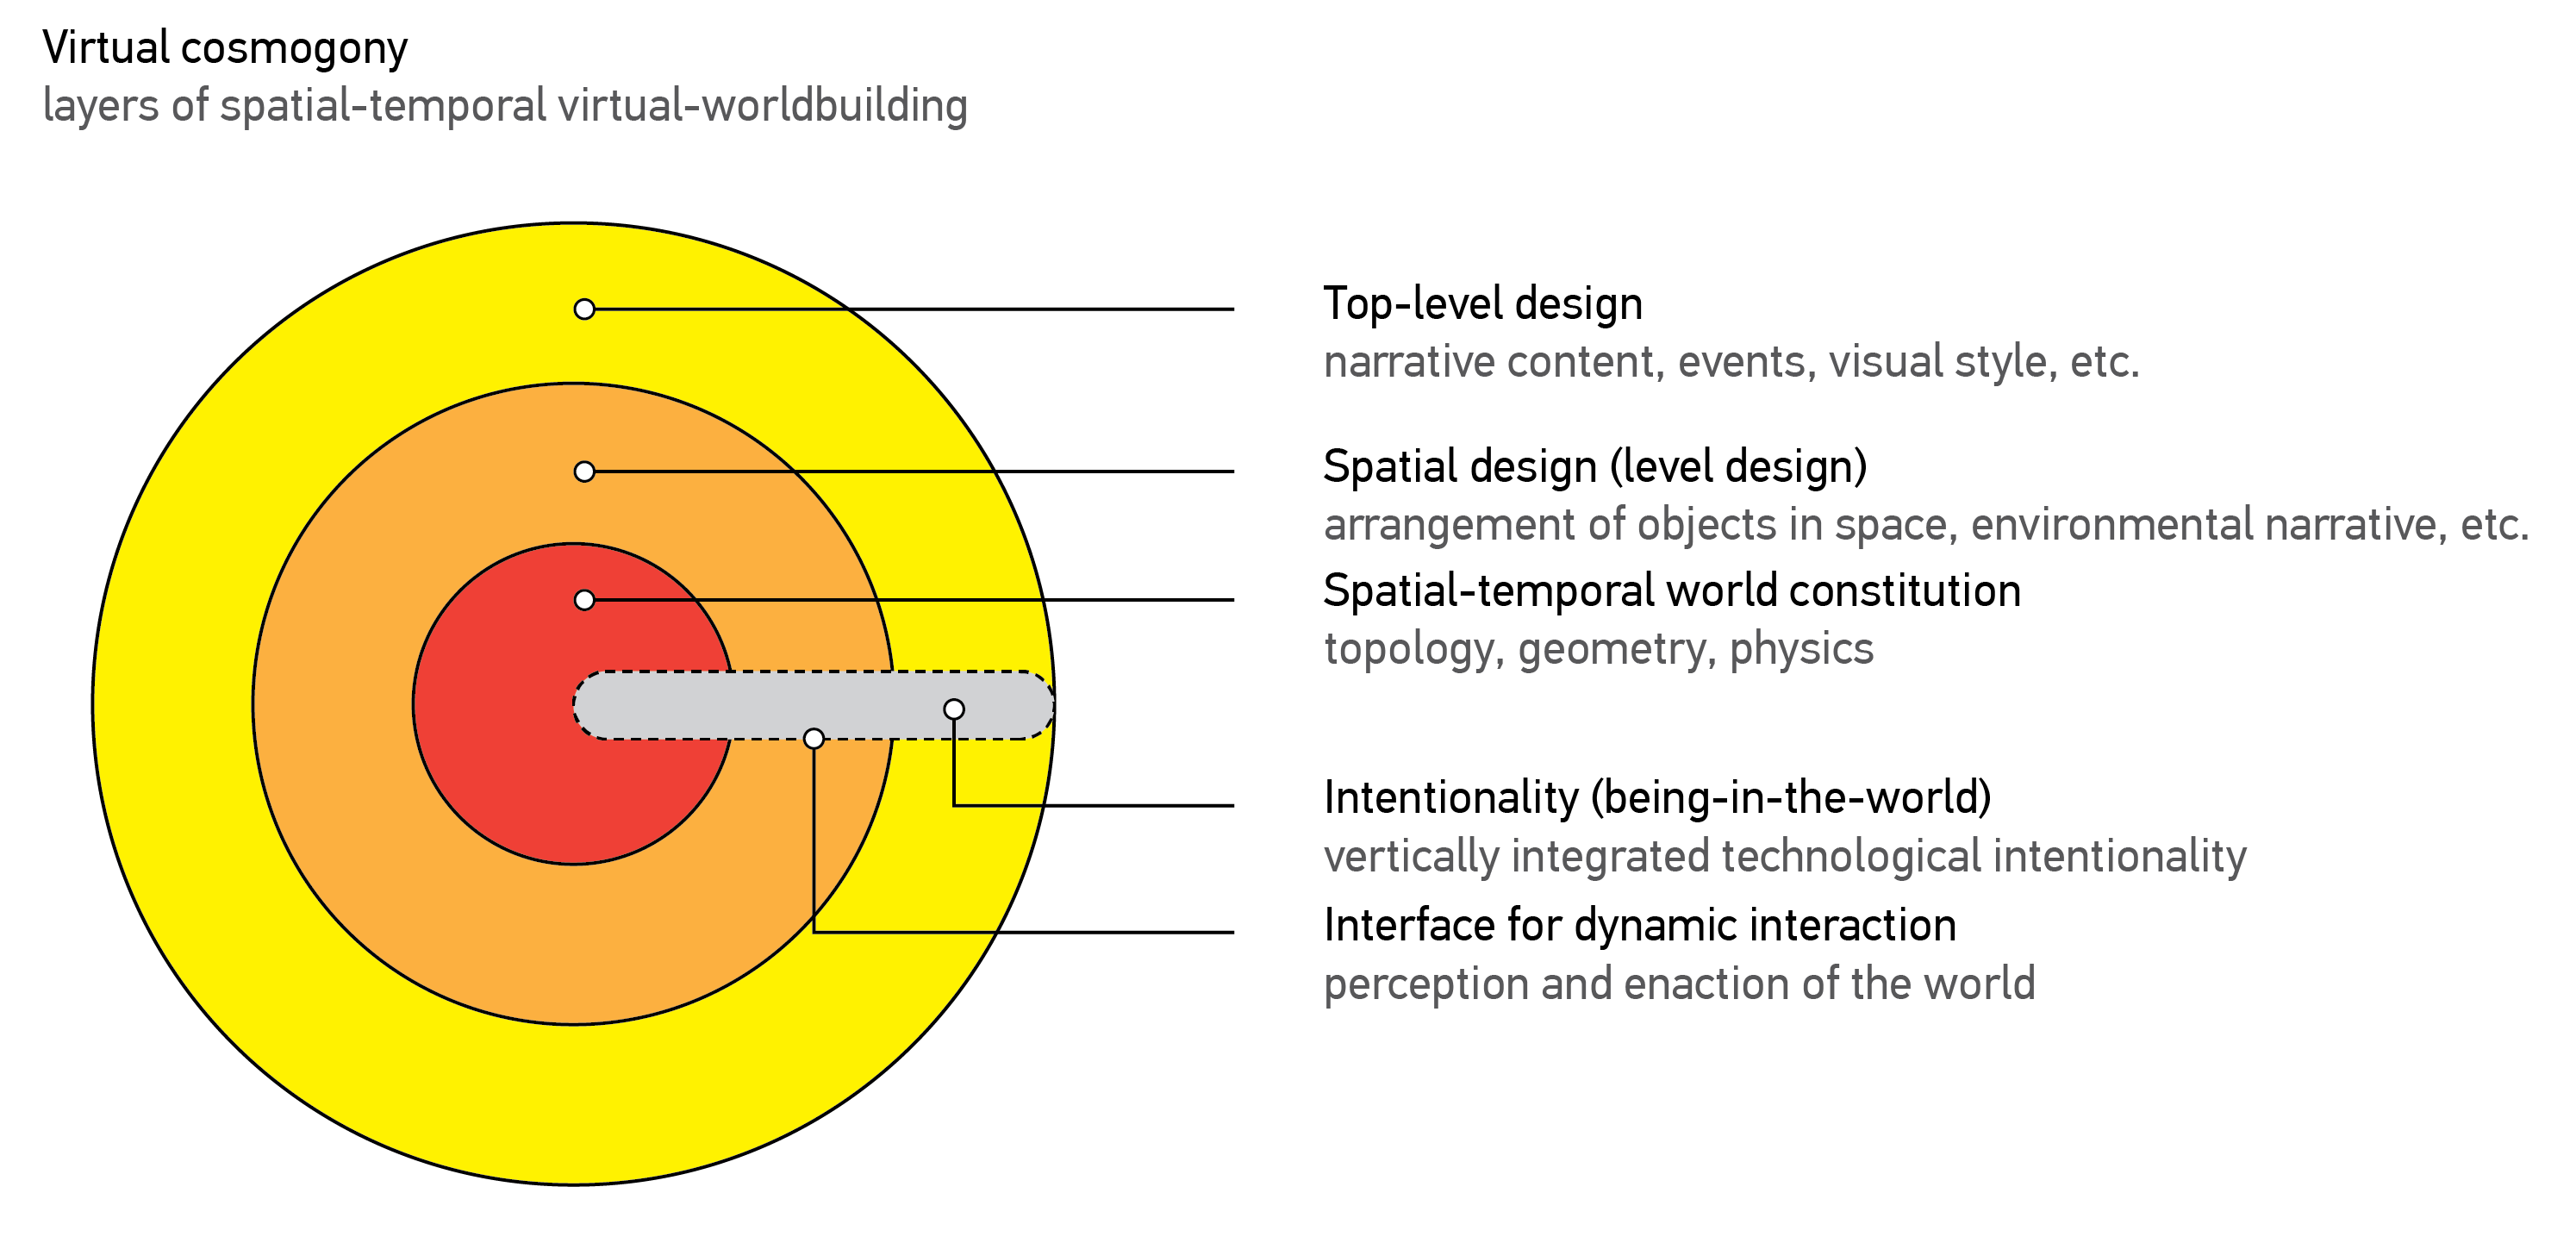 Virtual cosmogony
layers of spatial-temporal virtual-worldbuilding
Top-level design
narrative content, events, visual style, etc.
Spatial design (level design)
arrangement of objects in space, environmental narrative, etc.
Spatial-temporal world constitution
topology, geometry, physics
Intentionality (being-in-the-world)
vertically integrated technological intentionality
Interface for dynamic interaction
perception and enaction of the world